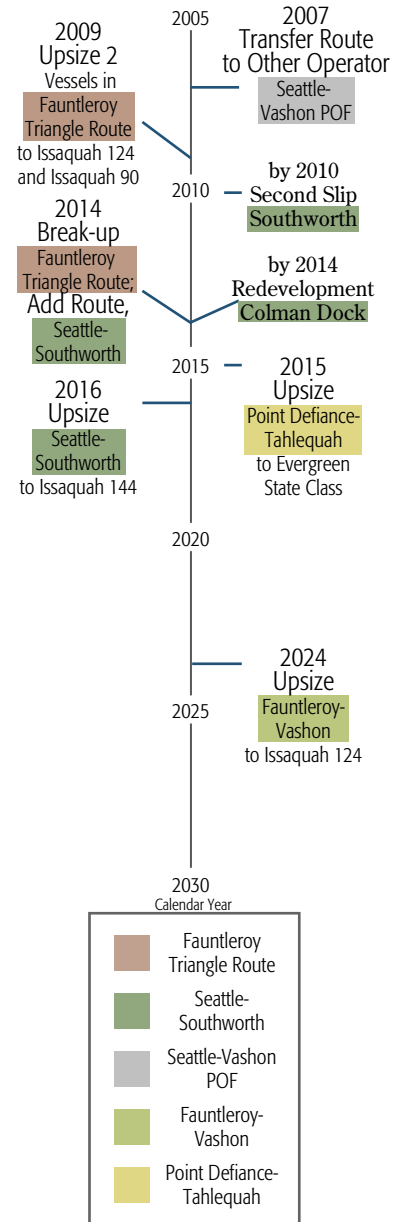 2005
2007
Transfer Route
to Other Operator
Seattle-
Vashon POF
2009
Upsize 2
Vessels in
Fauntleroy
Triangle Route
to Issaquah 124
and Issaquah 90
2010
by 2010
Second Slip
Southworth
2014
Break-up
Fauntleroy
Triangle Route;
Add Route,
Seattle-
Southworth
by 2014
Redevelopment
Colman Dock
2015
2015
Upsize
Point Defiance-
Tahlequah
to Evergreen
State Class
2016
Upsize
Seattle-
Southworth
to Issaquah 144
2020
2024
Upsize
Fauntleroy-
Vashon
to Issaquah 124
2025
2030
Calendar Year
Fauntleroy
Triangle Route
Seattle-
Southworth
Seattle-Vashon
POF
Fauntleroy-
Vashon
Point Defiance-
Tahlequah